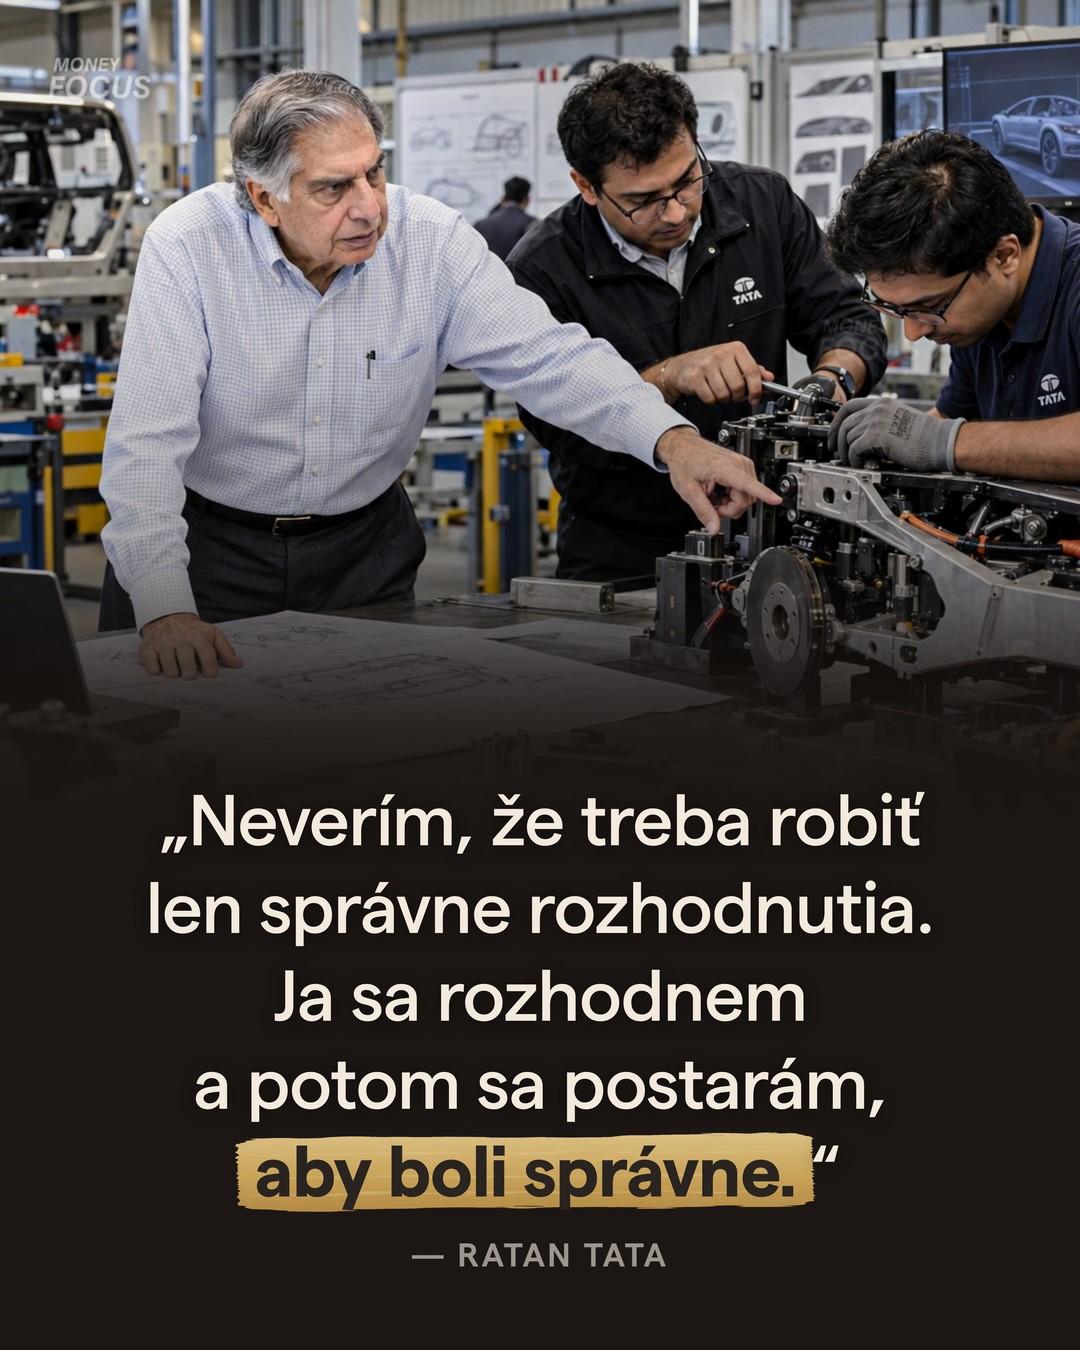 MONEY
FOCUS
TATA
TATA
„Neverím, že treba robiť
len správne rozhodnutia.
Ja sa rozhodnem
a potom sa postarám,
aby boli správne.“
— RATAN TATA